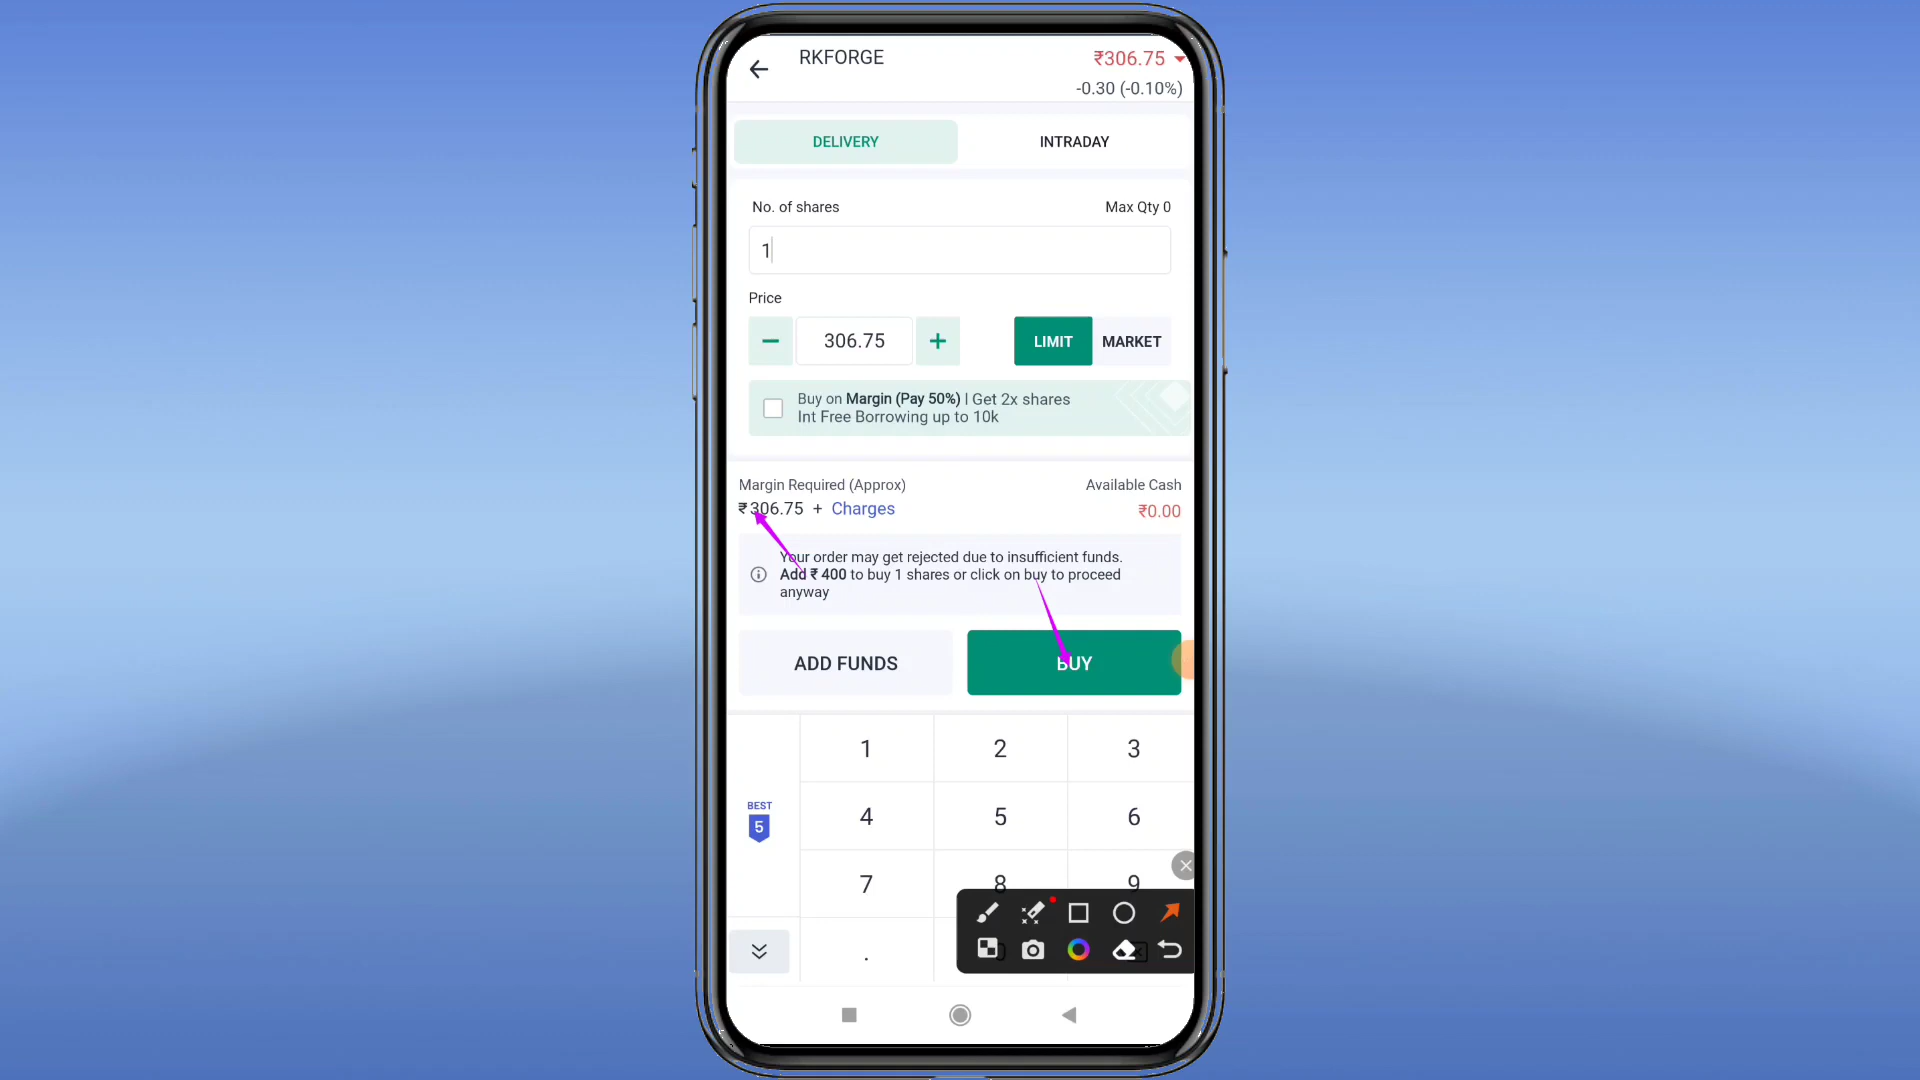 RKFORGE
₹306.75
-0.30 (-0.10%)
DELIVERY
INTRADAY
No. of shares
Max Qty 0
1
Price
306.75
LIMIT
MARKET
Buy on Margin (Pay 50%) | Get 2x shares
Int Free Borrowing up to 10k
Margin Required (Approx)
Available Cash
₹306.75 + Charges
₹0.00
Your order may get rejected due to insufficient funds.
Add ₹ 400 to buy 1 shares or click on buy to proceed
anyway
ADD FUNDS
BUY
1
2
3
BEST
5
4
5
6
7
8
9
.